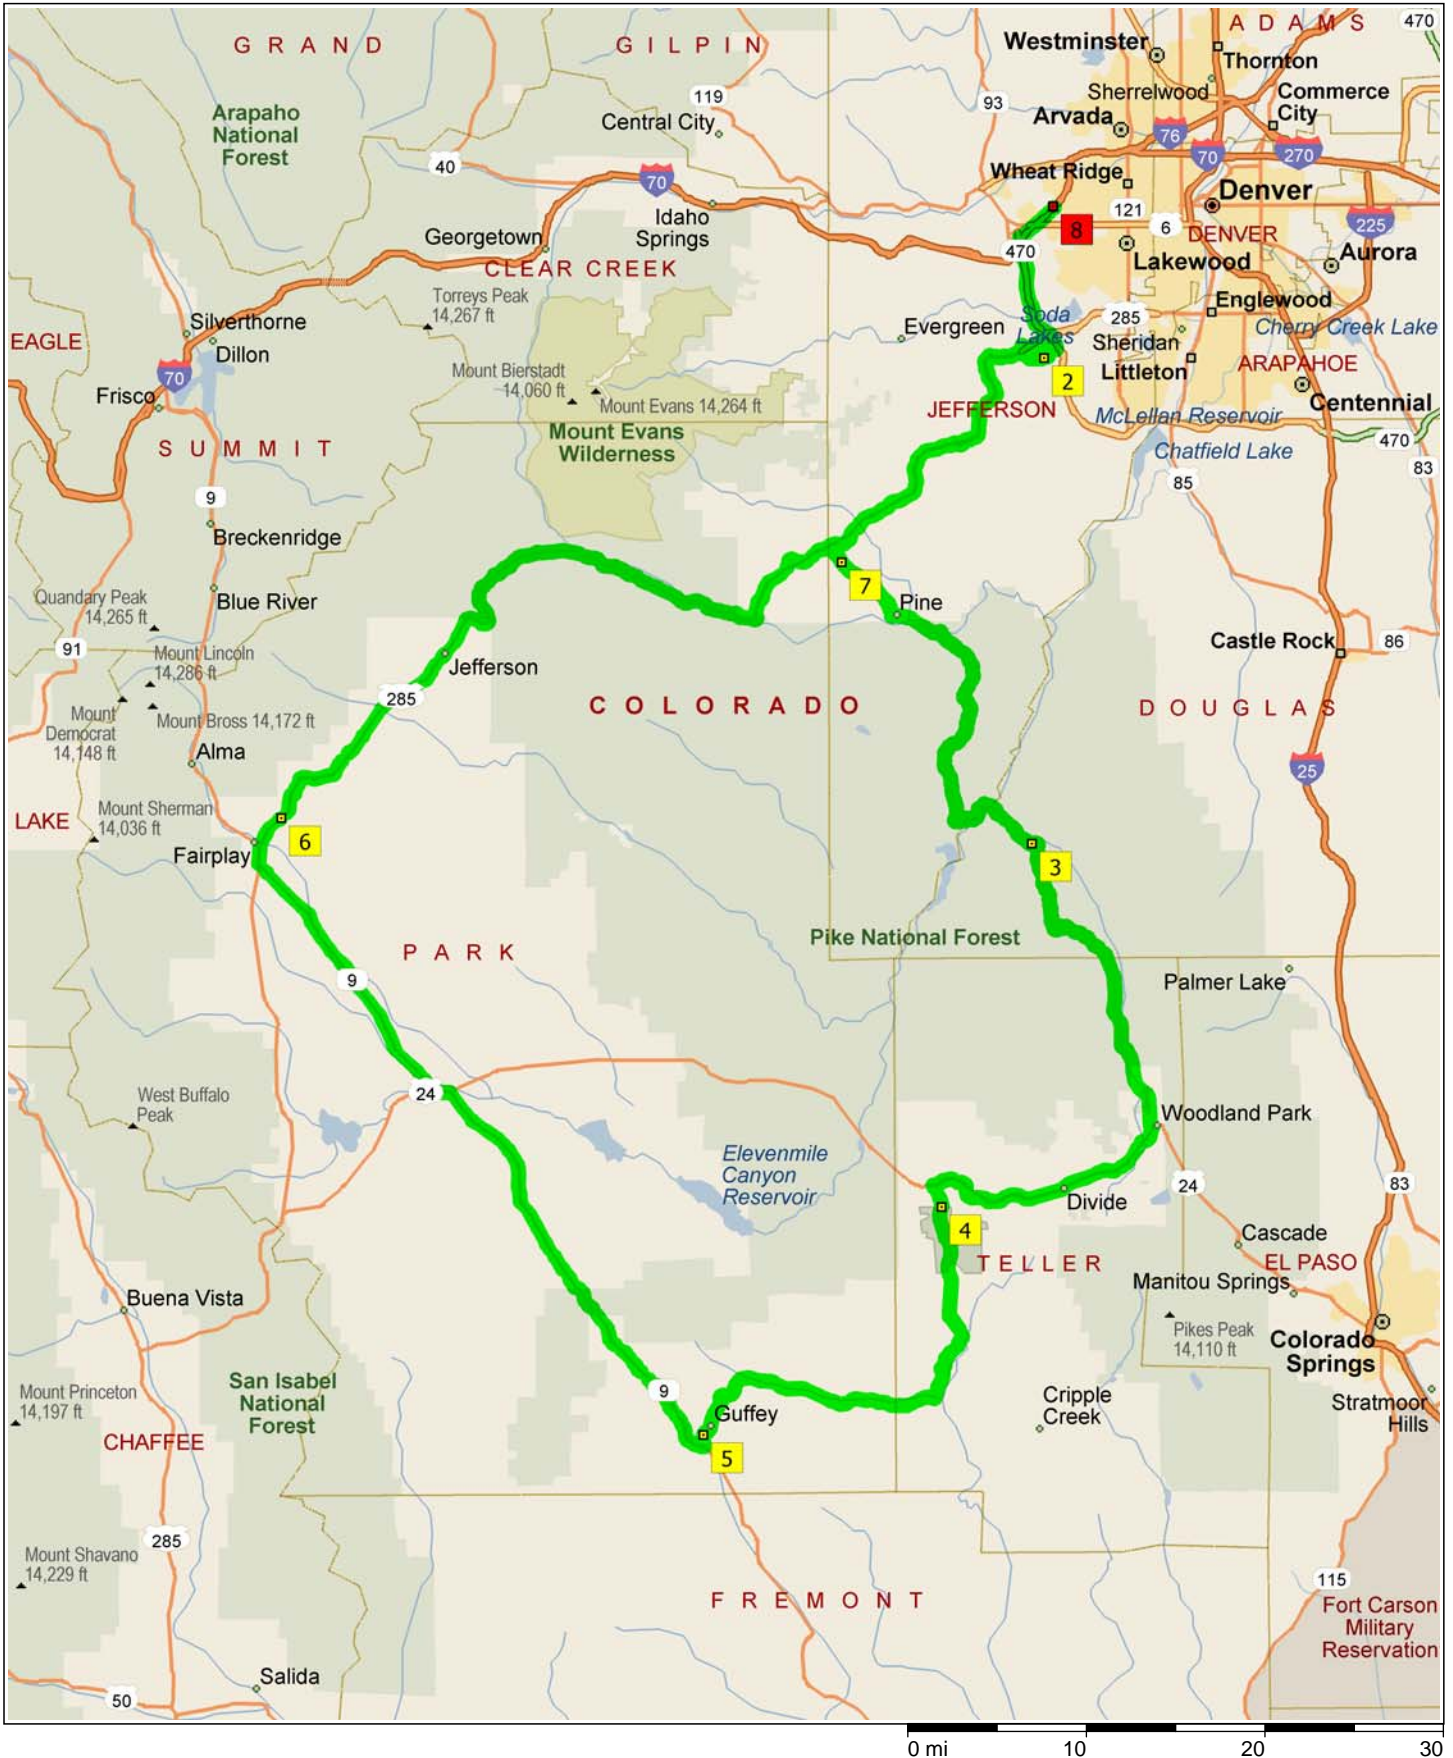 GRAND
GILPIN
ADAMS
470
Westminster
Thornton
Arapaho
National
Forest
119
Central City
93
Sherrelwood
Commerce
City
Arvada
76
70
270
40
70
Wheat Ridge
Denver
121
Idaho
Springs
8
6
DENVER
225
Georgetown
470
Lakewood
Aurora
CLEAR CREEK
Torreys Peak
14,267 ft
Englewood
Soda
Lakes
285
Cherry Creek Lake
Silverthorne
Evergreen
EAGLE
Dillon
Sheridan
Littleton
ARAPAHOE
70
Mount Bierstadt
14,060 ft
2
Frisco
Mount Evans 14,264 ft
JEFFERSON
Centennial
McLellan Reservoir
Mount Evans
Wilderness
470
SUMMIT
Chatfield Lake
83
85
9
Breckenridge
Quandary Peak
14,265 ft
Blue River
7
Pine
91
Mount Lincoln
14,286 ft
Castle Rock
86
Jefferson
285
COLORADO
DOUGLAS
Mount
Democrat
14,148 ft
Mount Bross 14,172 ft
Alma
25
LAKE
Mount Sherman
14,036 ft
6
Fairplay
3
Pike National Forest
PARK
9
Palmer Lake
24
West Buffalo
Peak
Woodland Park
Elevenmile
Canyon
Reservoir
24
83
Divide
4
Cascade
TELLER
EL PASO
Manitou Springs
Buena Vista
Pikes Peak
14,110 ft
Colorado
Springs
San Isabel
National
Forest
Mount Princeton
14,197 ft
9
Cripple
Creek
Stratmoor
Hills
Guffey
CHAFFEE
5
285
Mount Shavano
14,229 ft
115
FREMONT
Fort Carson
Military
Reservation
Salida
50
0 mi
10
20
30